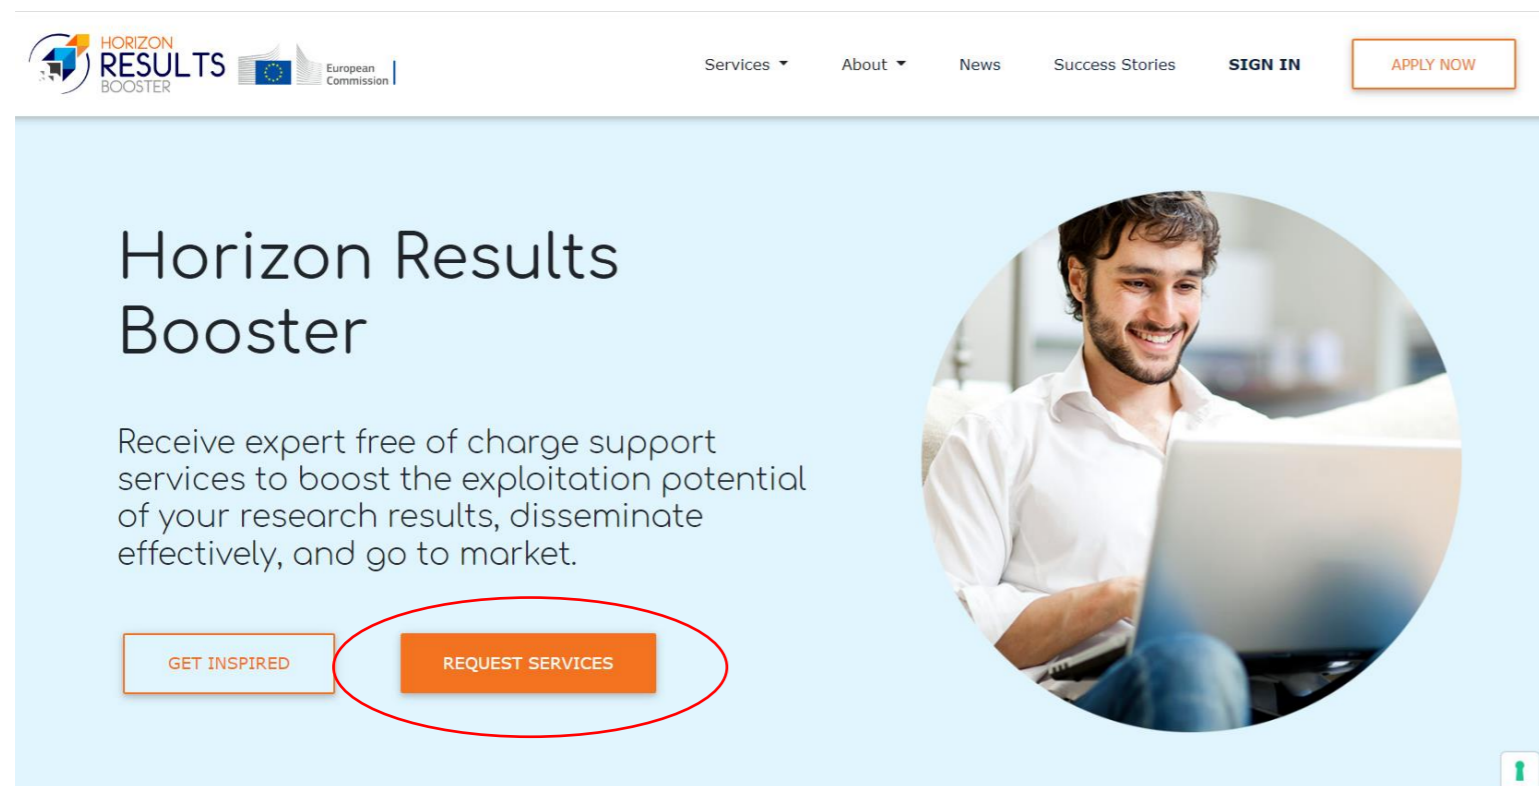 HORIZON
RESULTS
BOOSTER
European
Commission
Services
About
News
Success Stories
SIGN IN
APPLY NOW
Horizon Results
Booster
Receive expert free of charge support
services to boost the exploitation potential
of your research results, disseminate
effectively, and go to market.
GET INSPIRED
REQUEST SERVICES